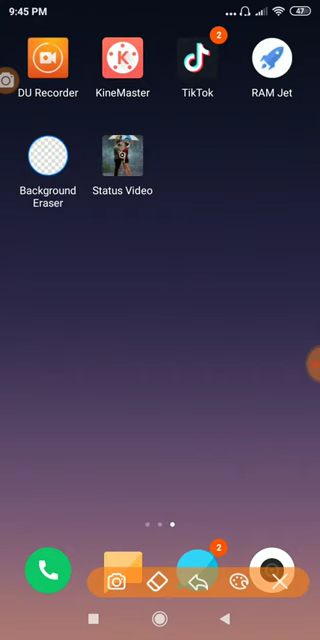 9:45 PM
47
2
DU Recorder
KineMaster
TikTok
RAM Jet
Background
Eraser
Status Video
2